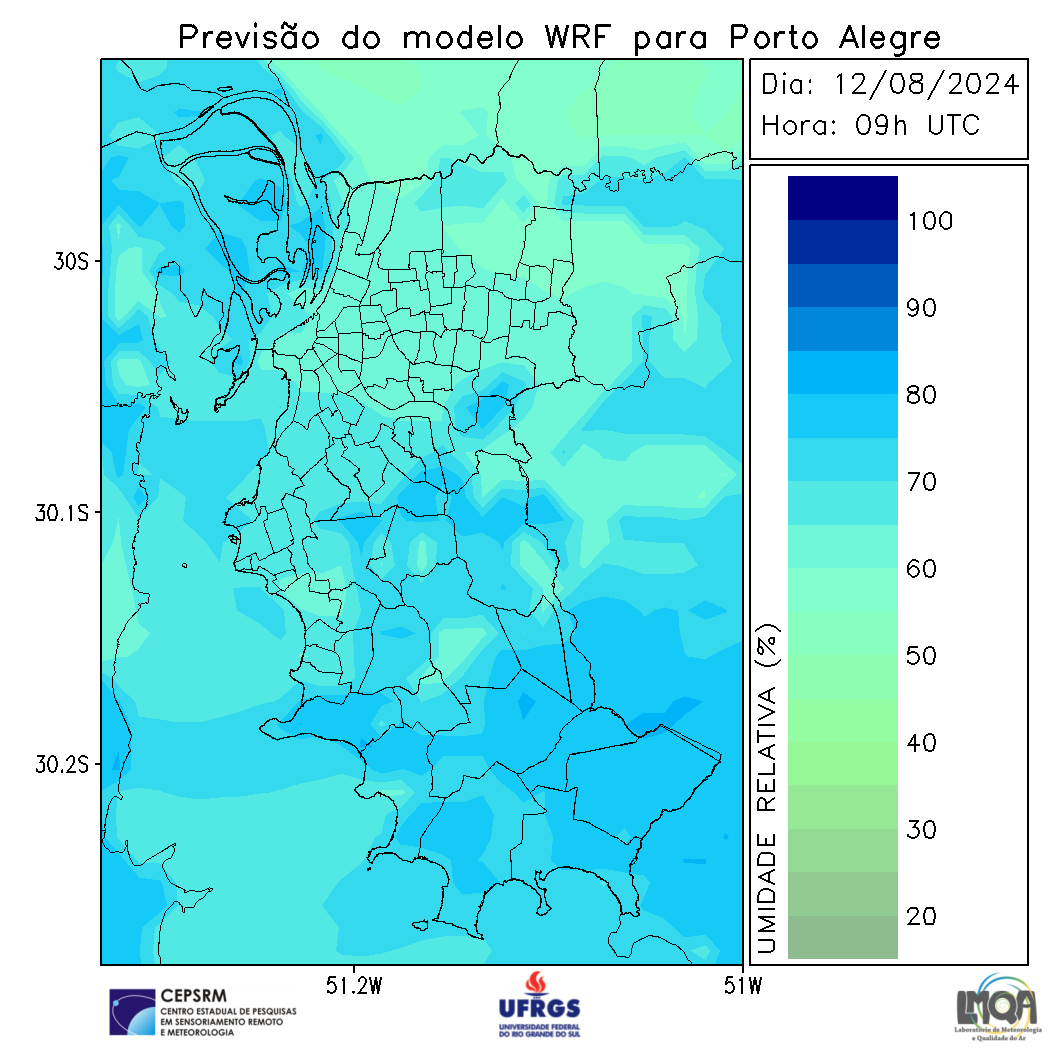 Previsão do modelo WRF para Porto Alegre
Dia: 12/08/2024
Hora: 09h UTC
30S
30.1S
30.2S
51.2W
51W
100
90
80
70
60
50
40
30
20
UMIDADE RELATIVA (%)
CEPSRM
CENTRO ESTADUAL DE PESQUISAS
EM SENSORIAMENTO REMOTO
E METEOROLOGIA
UFRGS
UNIVERSIDADE FEDERAL
DO RIO GRANDE DO SUL
LMQA
Laboratório de Meteorologia
e Qualidade do Ar